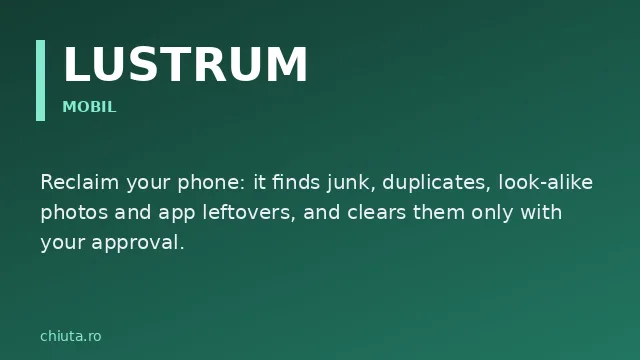 LUSTRUM
MOBIL
Reclaim your phone: it finds junk, duplicates, look-alike
photos and app leftovers, and clears them only with
your approval.
chiuta.ro